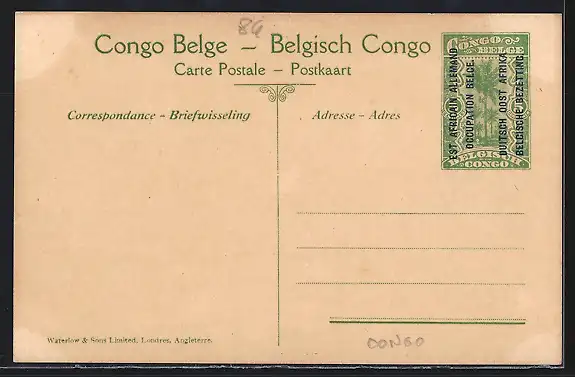 84
Congo Belge – Belgisch Congo
Carte Postale – Postkaart
Correspondance - Briefwisseling
Adresse - Adres
CONGO
BELGE
EST AFRICAIN ALLEMAND
OCCUPATION BELGE.
DUITSCH OOST AFRIKA
BELGISCHE BEZETTING
BELGISCH
CONGO
Waterlow & Sons Limited, Londres, Angleterre.
CONGO